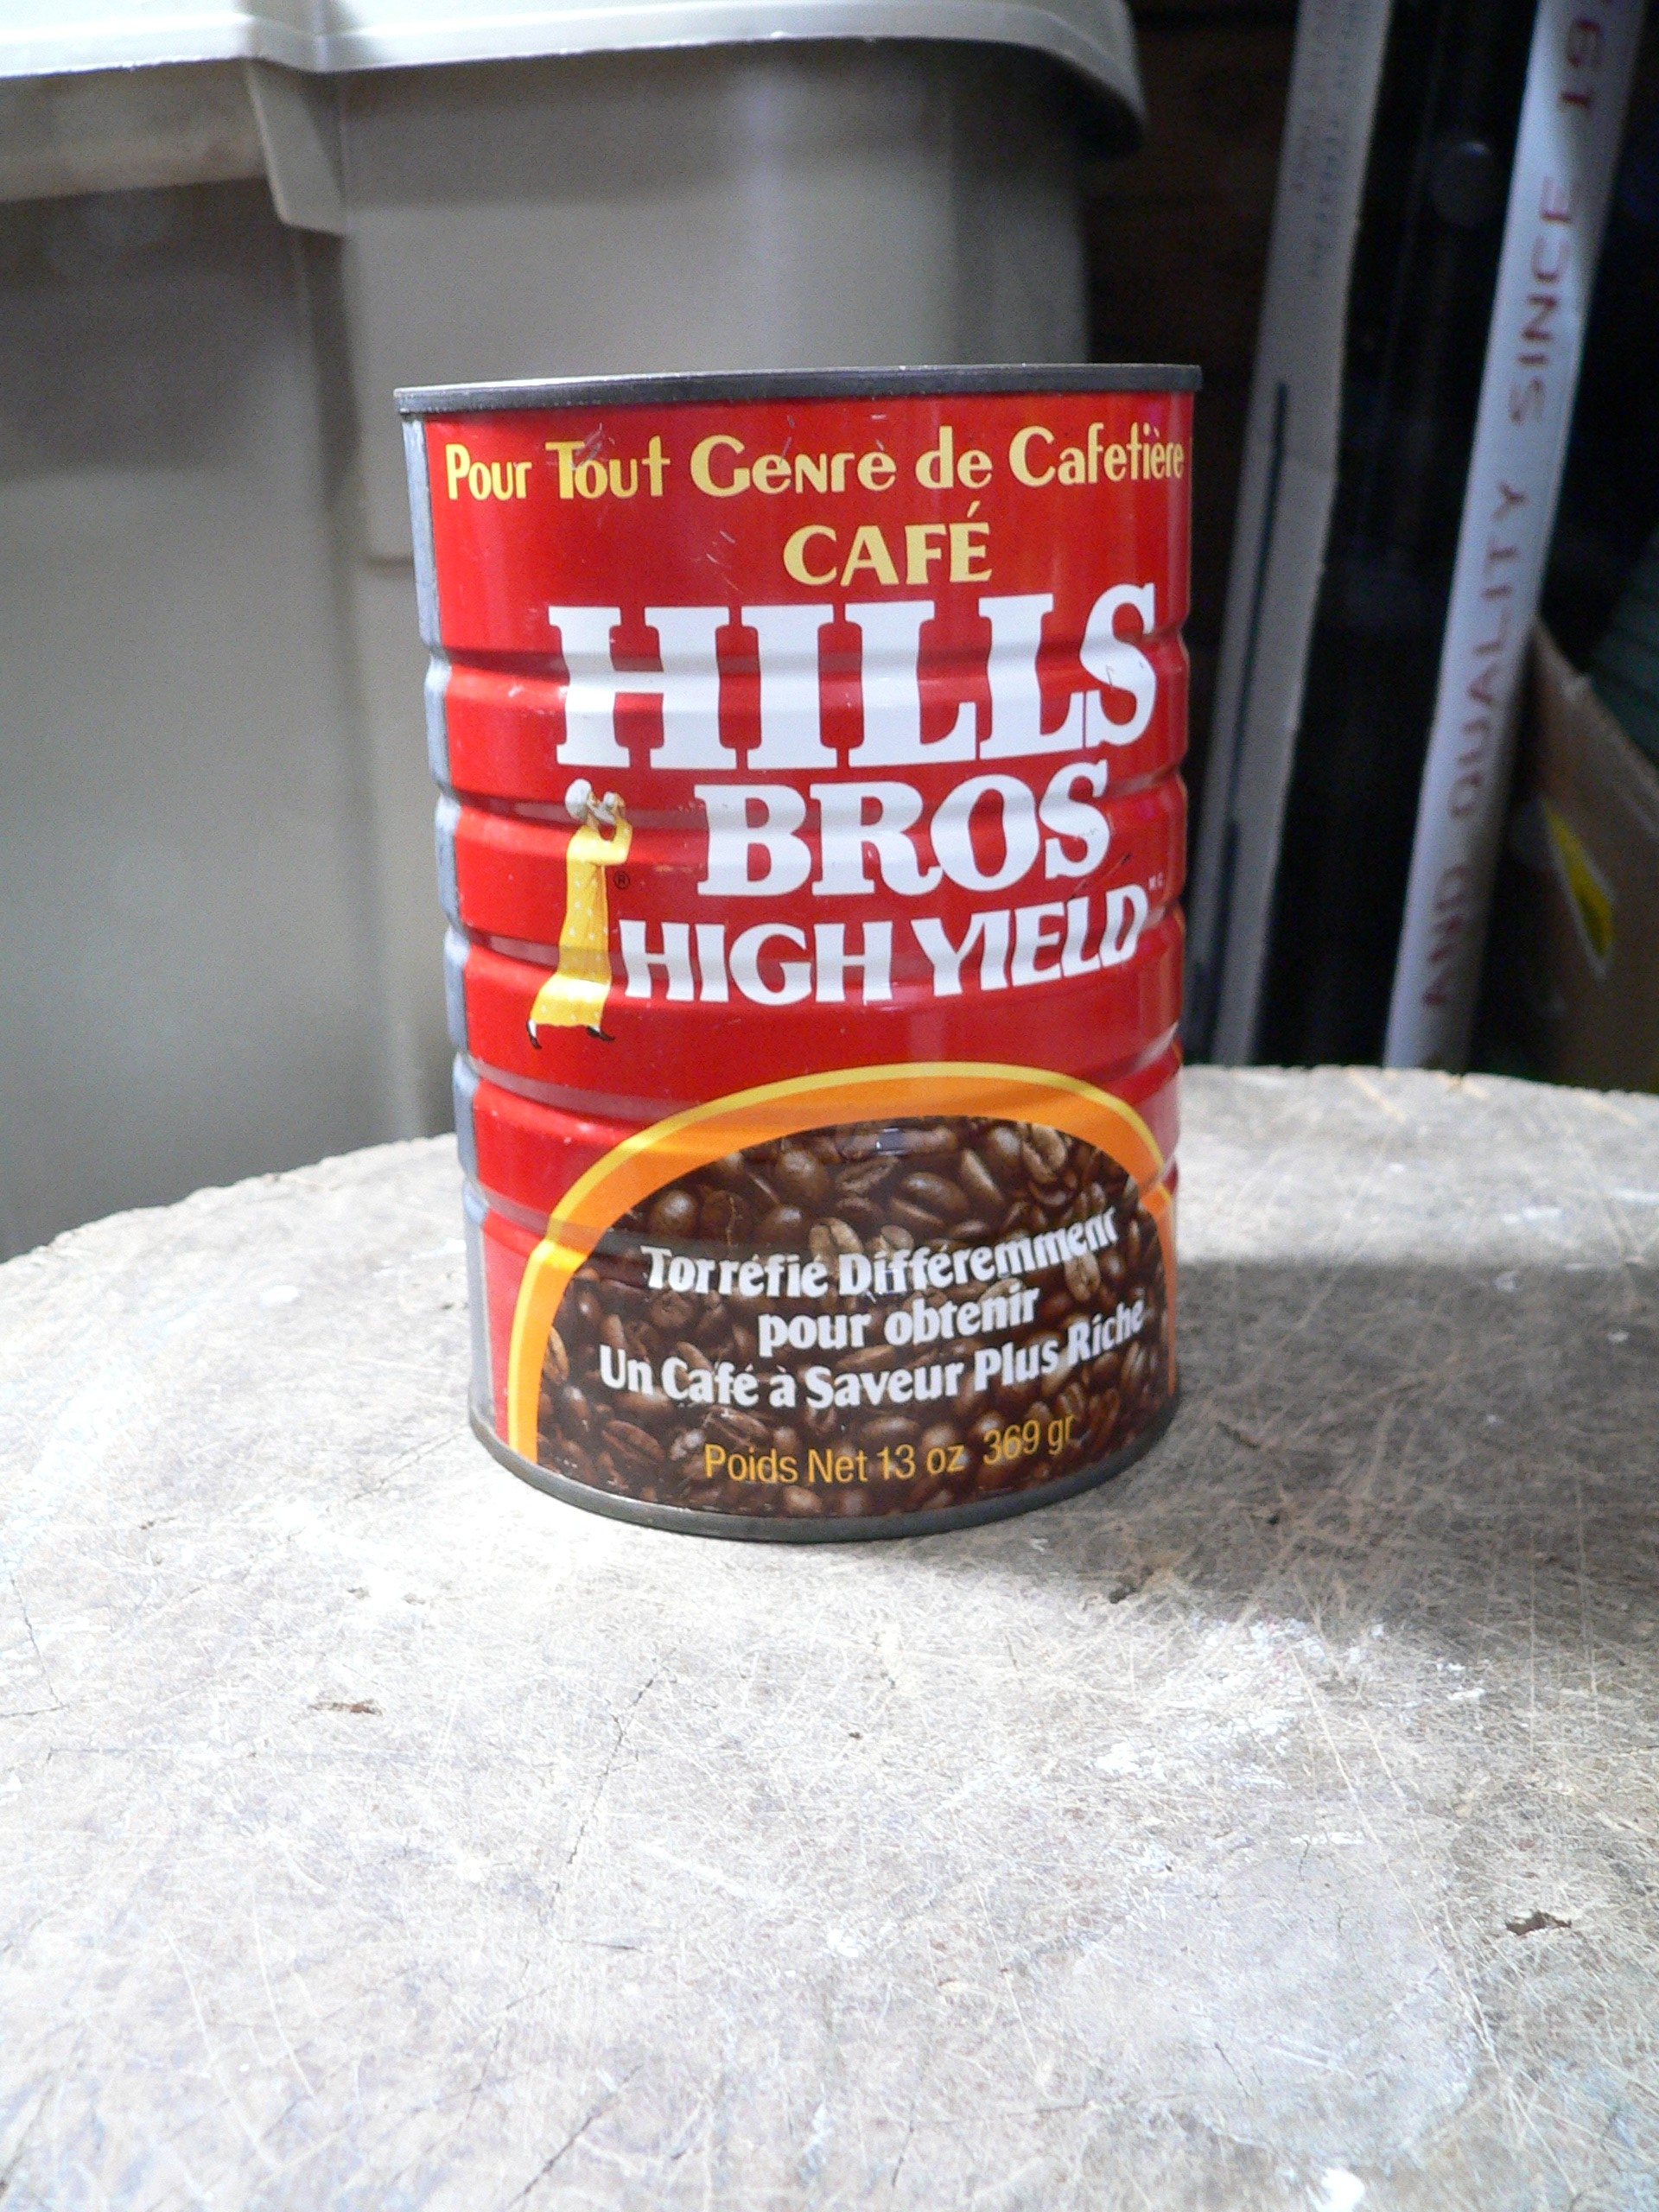 Pour Tout Genre de Cafetière
CAFÉ
HILLS
BROS
®
HIGH YIELD
Torréfié Différemment
pour obtenir
Un Café à Saveur Plus Riche
Poids Net 13 oz 369 gr
AND QUALITY SINCE